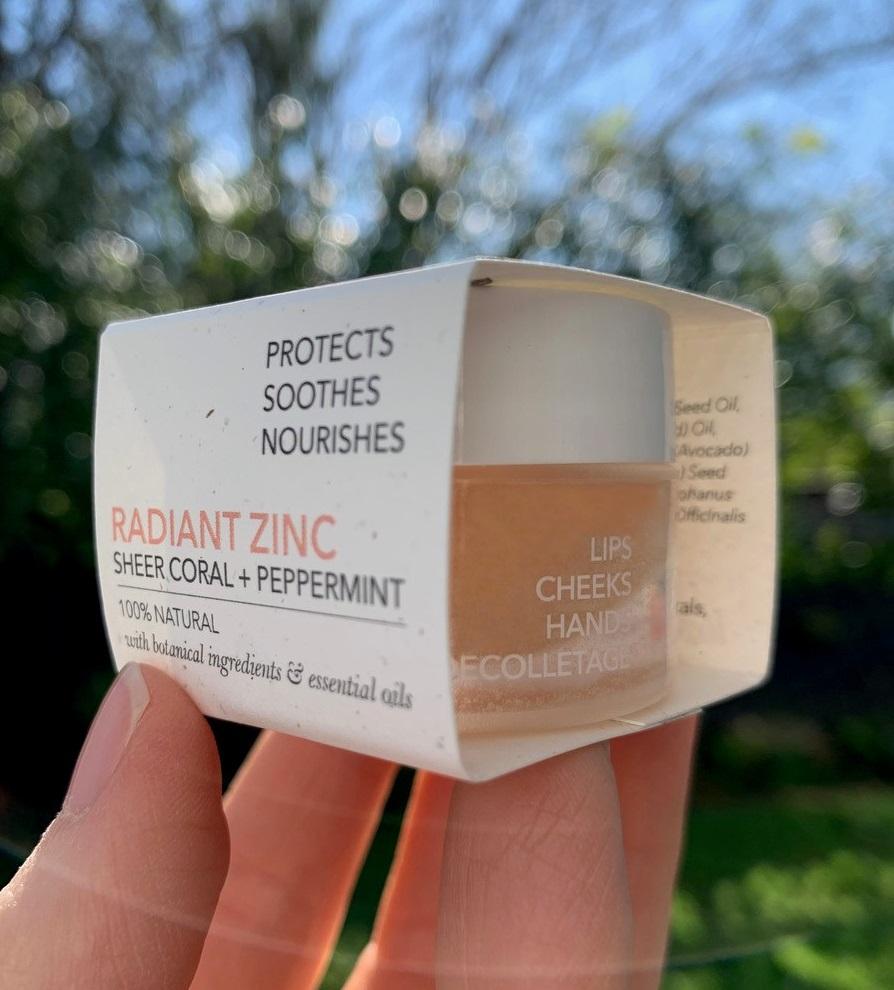 PROTECTS
SOOTHES
NOURISHES
RADIANT ZINC
SHEER CORAL + PEPPERMINT
100% NATURAL
with botanical ingredients & essential oils
LIPS
CHEEKS
HANDS
DECOLLETAGE
Seed Oil,
Oil,
(Avocado)
Seed
Officinalis